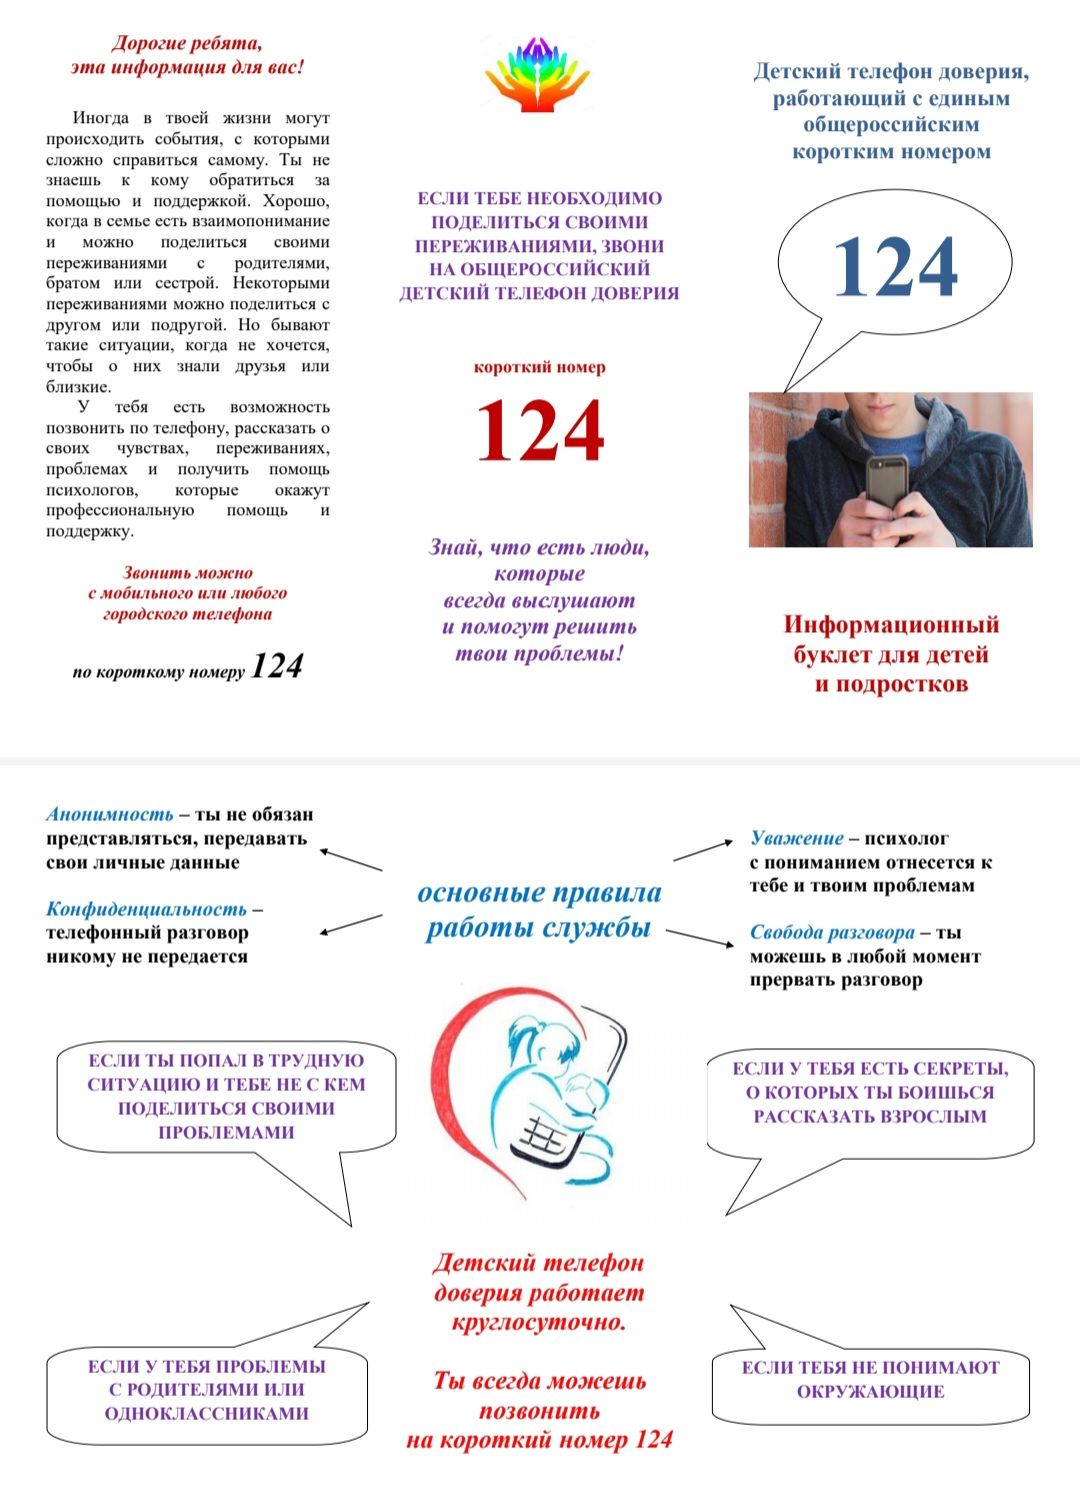 Дорогие ребята,
эта информация для вас!
Иногда в твоей жизни могут
происходить события, с которыми
сложно справиться самому. Ты не
знаешь к кому обратиться за
помощью и поддержкой. Хорошо,
когда в семье есть взаимопонимание
и можно поделиться своими
переживаниями с родителями,
братом или сестрой. Некоторыми
переживаниями можно поделиться с
другом или подругой. Но бывают
такие ситуации, когда не хочется,
чтобы о них знали друзья или
близкие.
У тебя есть возможность
позвонить по телефону, рассказать о
своих чувствах, переживаниях,
проблемах и получить помощь
психологов, которые окажут
профессиональную помощь и
поддержку.
Звонить можно
с мобильного или любого
городского телефона
по короткому номеру 124
ЕСЛИ ТЕБЕ НЕОБХОДИМО
ПОДЕЛИТЬСЯ СВОИМИ
ПЕРЕЖИВАНИЯМИ, ЗВОНИ
НА ОБЩЕРОССИЙСКИЙ
ДЕТСКИЙ ТЕЛЕФОН ДОВЕРИЯ
короткий номер
124
Знай, что есть люди,
которые
всегда выслушают
и помогут решить
твои проблемы!
Детский телефон доверия,
работающий с единым
общероссийским
коротким номером
124
Информационный
буклет для детей
и подростков
Анонимность – ты не обязан
представляться, передавать
свои личные данные
Конфиденциальность –
телефонный разговор
никому не передается
основные правила
работы службы
Уважение – психолог
с пониманием отнесется к
тебе и твоим проблемам
Свобода разговора – ты
можешь в любой момент
прервать разговор
ЕСЛИ ТЫ ПОПАЛ В ТРУДНУЮ
СИТУАЦИЮ И ТЕБЕ НЕ С КЕМ
ПОДЕЛИТЬСЯ СВОИМИ
ПРОБЛЕМАМИ
ЕСЛИ У ТЕБЯ ЕСТЬ СЕКРЕТЫ,
О КОТОРЫХ ТЫ БОИШЬСЯ
РАССКАЗАТЬ ВЗРОСЛЫМ
Детский телефон
доверия работает
круглосуточно.
Ты всегда можешь
позвонить
на короткий номер 124
ЕСЛИ У ТЕБЯ ПРОБЛЕМЫ
С РОДИТЕЛЯМИ ИЛИ
ОДНОКЛАССНИКАМИ
ЕСЛИ ТЕБЯ НЕ ПОНИМАЮТ
ОКРУЖАЮЩИЕ